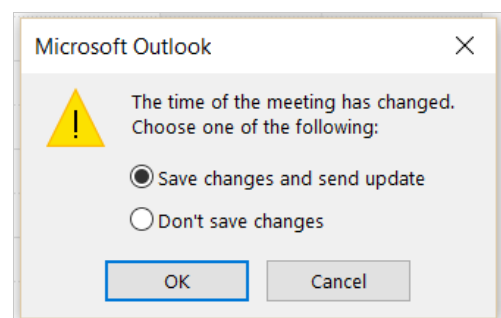 Microsoft Outlook
The time of the meeting has changed.
Choose one of the following:
Save changes and send update
Don't save changes
OK
Cancel